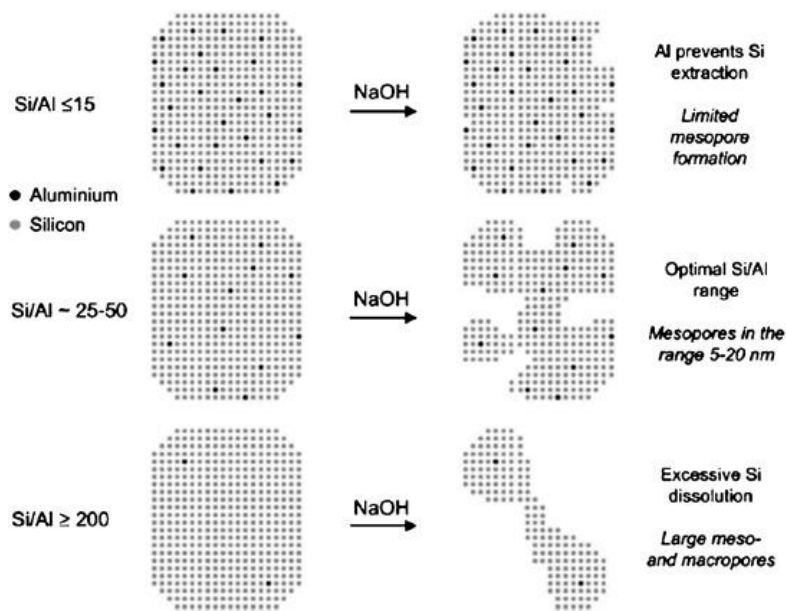 Si/Al ≤15
NaOH
Al prevents Si
extraction
Limited
mesopore
formation
Aluminium
Silicon
Si/Al ~ 25-50
NaOH
Optimal Si/Al
range
Mesopores in the
range 5-20 nm
Si/Al ≥ 200
NaOH
Excessive Si
dissolution
Large meso-
and macropores